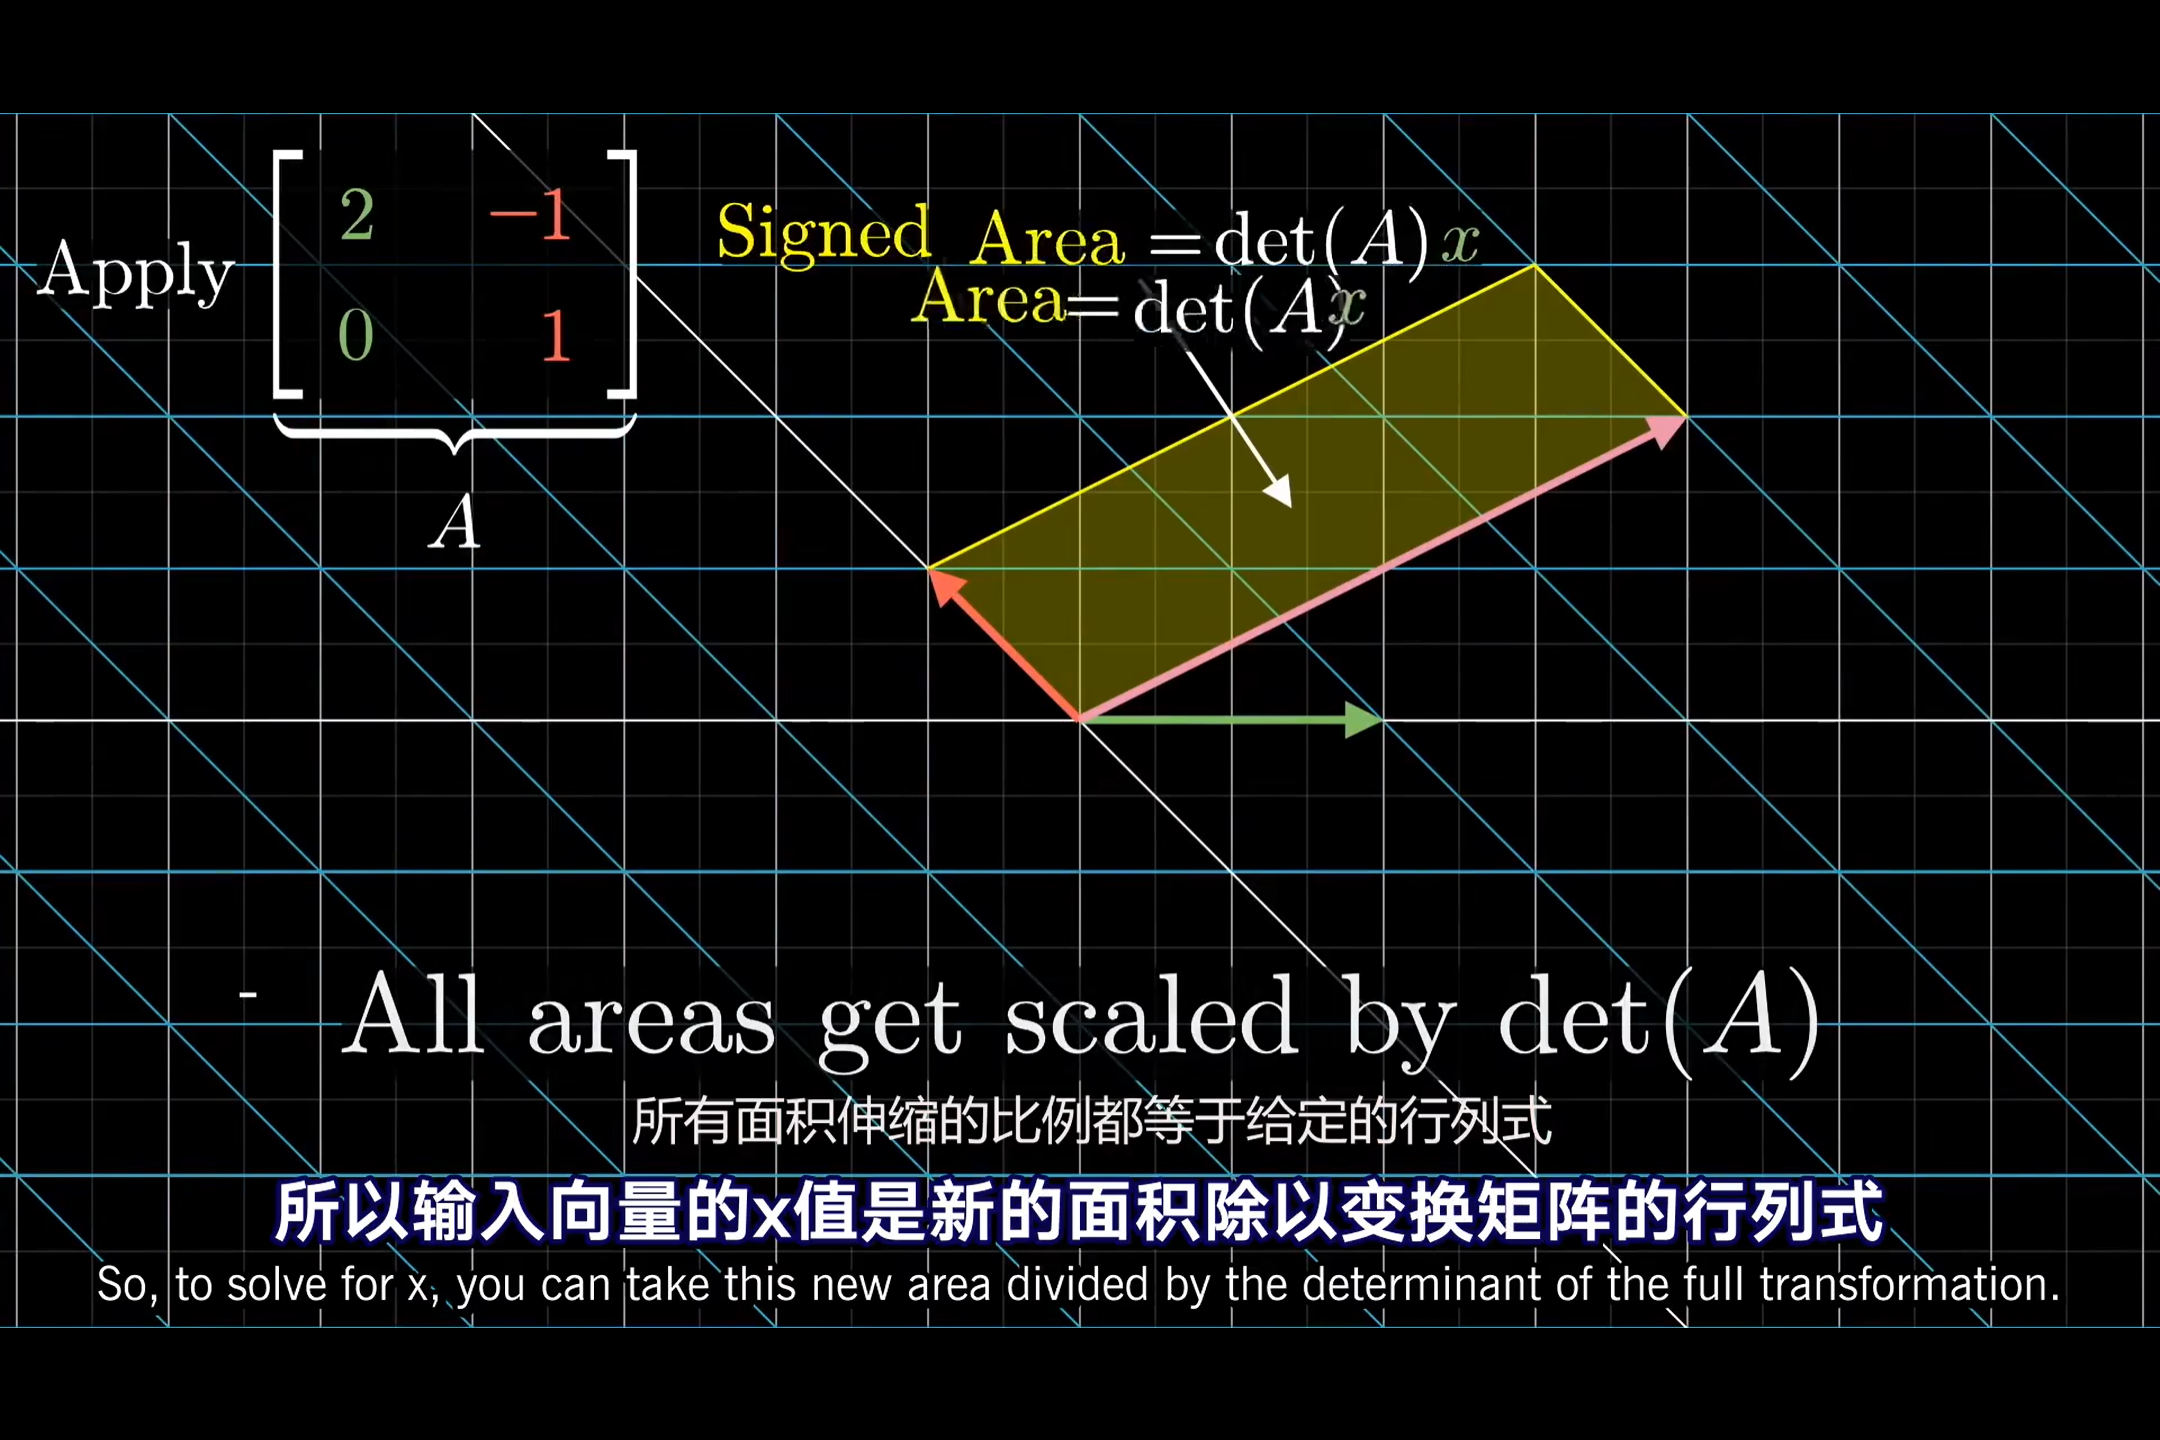 Apply
2 −1
0 1
A
Signed Area = det(A) x
Area = det(A) x
- All areas get scaled by det(A)
所有面积伸缩的比例都等于给定的行列式
所以输入向量的x值是新的面积除以变换矩阵的行列式
So, to solve for x, you can take this new area divided by the determinant of the full transformation.